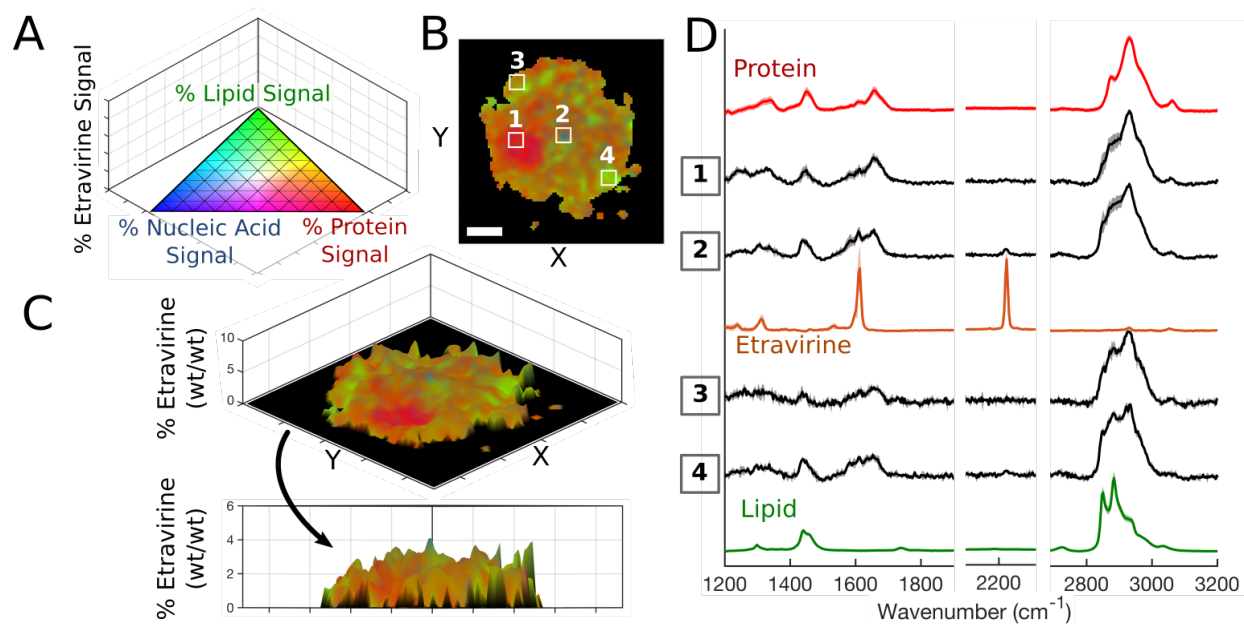 A
% Etravirine Signal
% Lipid Signal
% Nucleic Acid
Signal
% Protein
Signal
B
3
1
2
4
Y
X
C
% Etravirine
(wt/wt)
10
5
0
Y
X
% Etravirine
(wt/wt)
6
4
2
0
D
Protein
1
2
Etravirine
3
4
Lipid
1200
1400
1600
1800
2200
2800
3000
3200
Wavenumber (cm⁻¹)